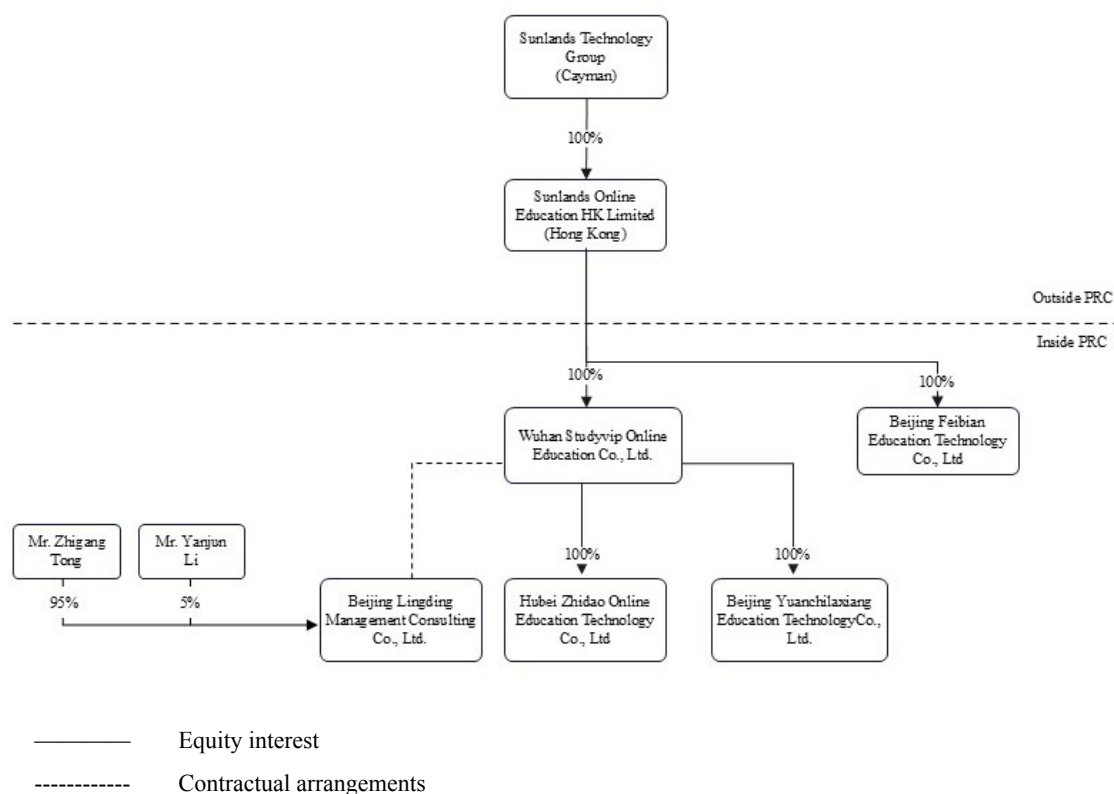 Sunlands Technology
Group
(Cayman)
100%
Sunlands Online
Education HK Limited
(Hong Kong)
Outside PRC
Inside PRC
100%
100%
Wuhan Studyvip Online
Education Co., Ltd.
Beijing Feibian
Education Technology
Co., Ltd
Mr. Zhigang
Tong
Mr. Yanjun
Li
95%
5%
100%
100%
Beijing Lingding
Management Consulting
Co., Ltd.
Hubei Zhidao Online
Education Technology
Co., Ltd
Beijing Yuanchilaxiang
Education TechnologyCo.,
Ltd.
Equity interest
Contractual arrangements